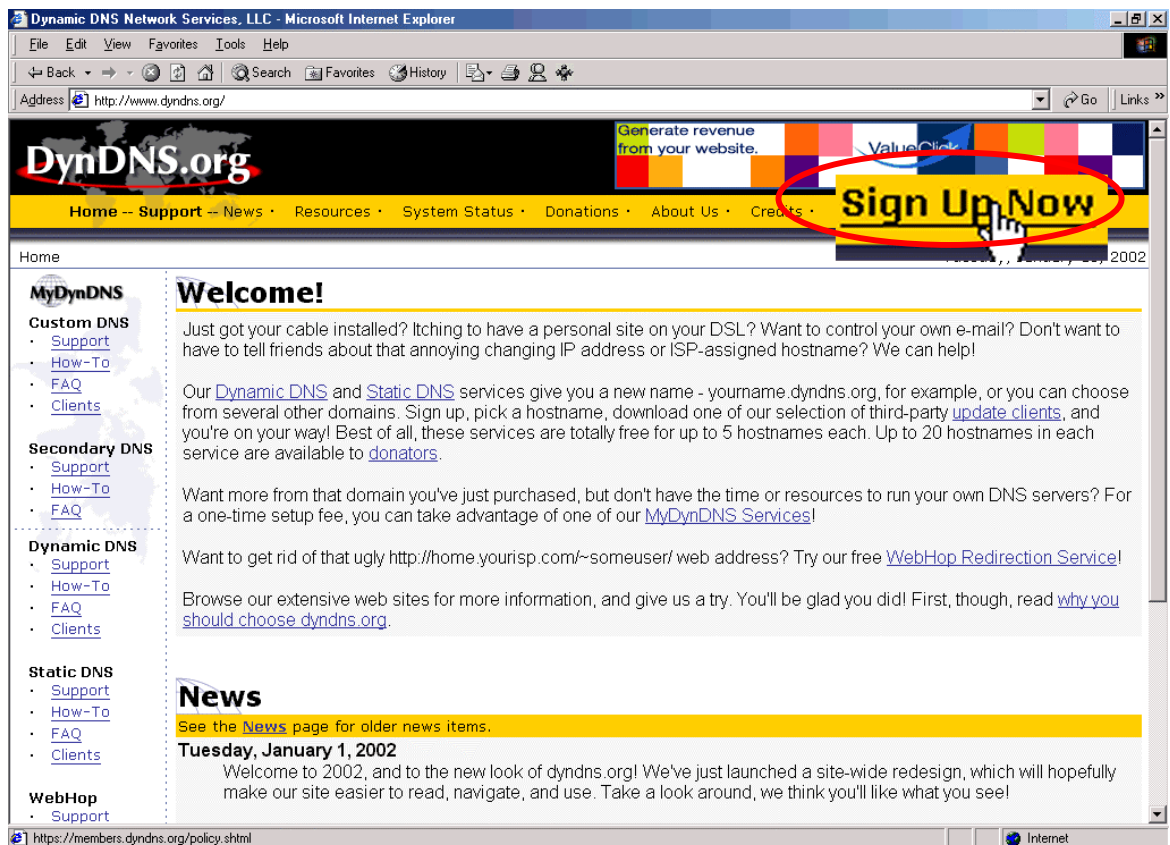 Dynamic DNS Network Services, LLC - Microsoft Internet Explorer
File Edit View Favorites Tools Help
Back Search Favorites History
Address http://www.dyndns.org/ Go Links »
DynDNS.org
Generate revenue
from your website.
ValueClick
Home -- Support -- News · Resources · System Status · Donations · About Us · Credits ·
Sign Up Now
Home
2002
MyDynDNS
Custom DNS
· Support
· How-To
· FAQ
· Clients
Secondary DNS
· Support
· How-To
· FAQ
Dynamic DNS
· Support
· How-To
· FAQ
· Clients
Static DNS
· Support
· How-To
· FAQ
· Clients
WebHop
· Support
Welcome!
Just got your cable installed? Itching to have a personal site on your DSL? Want to control your own e-mail? Don't want to
have to tell friends about that annoying changing IP address or ISP-assigned hostname? We can help!
Our Dynamic DNS and Static DNS services give you a new name - yourname.dyndns.org, for example, or you can choose
from several other domains. Sign up, pick a hostname, download one of our selection of third-party update clients, and
you're on your way! Best of all, these services are totally free for up to 5 hostnames each. Up to 20 hostnames in each
service are available to donators.
Want more from that domain you've just purchased, but don't have the time or resources to run your own DNS servers? For
a one-time setup fee, you can take advantage of one of our MyDynDNS Services!
Want to get rid of that ugly http://home.yourisp.com/~someuser/ web address? Try our free WebHop Redirection Service!
Browse our extensive web sites for more information, and give us a try. You'll be glad you did! First, though, read why you
should choose dyndns.org.
News
See the News page for older news items.
Tuesday, January 1, 2002
Welcome to 2002, and to the new look of dyndns.org! We've just launched a site-wide redesign, which will hopefully
make our site easier to read, navigate, and use. Take a look around, we think you'll like what you see!
https://members.dyndns.org/policy.shtml Internet